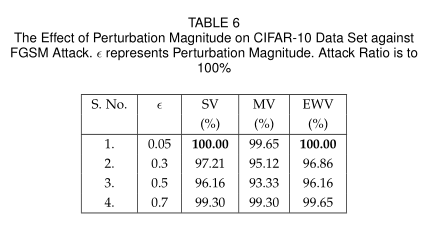 TABLE 6
The Effect of Perturbation Magnitude on CIFAR-10 Data Set against
FGSM Attack. ϵ represents Perturbation Magnitude. Attack Ratio is to
100%
S. No. ϵ SV MV EWV
(%) (%) (%)
1. 0.05 100.00 99.65 100.00
2. 0.3 97.21 95.12 96.86
3. 0.5 96.16 93.33 96.16
4. 0.7 99.30 99.30 99.65